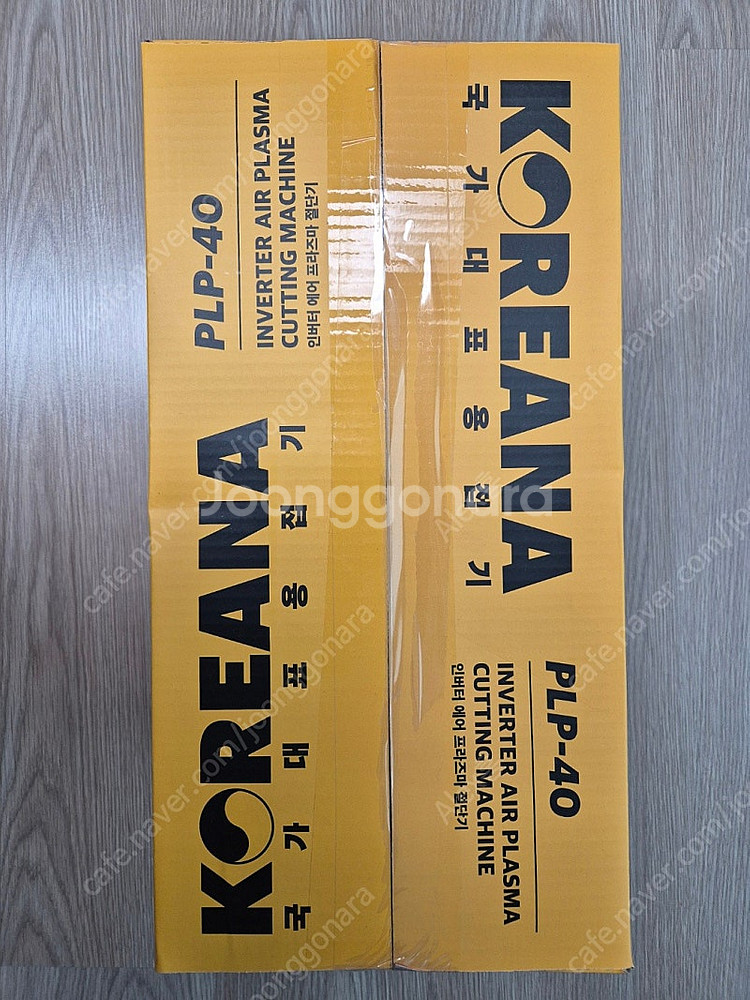 KOREANA
국가대표용접기
PLP-40
INVERTER AIR PLASMA
CUTTING MACHINE
인버터 에어 프라즈마 절단기
KOREANA
국가대표용접기
PLP-40
INVERTER AIR PLASMA
CUTTING MACHINE
인버터 에어 프라즈마 절단기
Joonggonara
cafe.naver.com/joonggonara